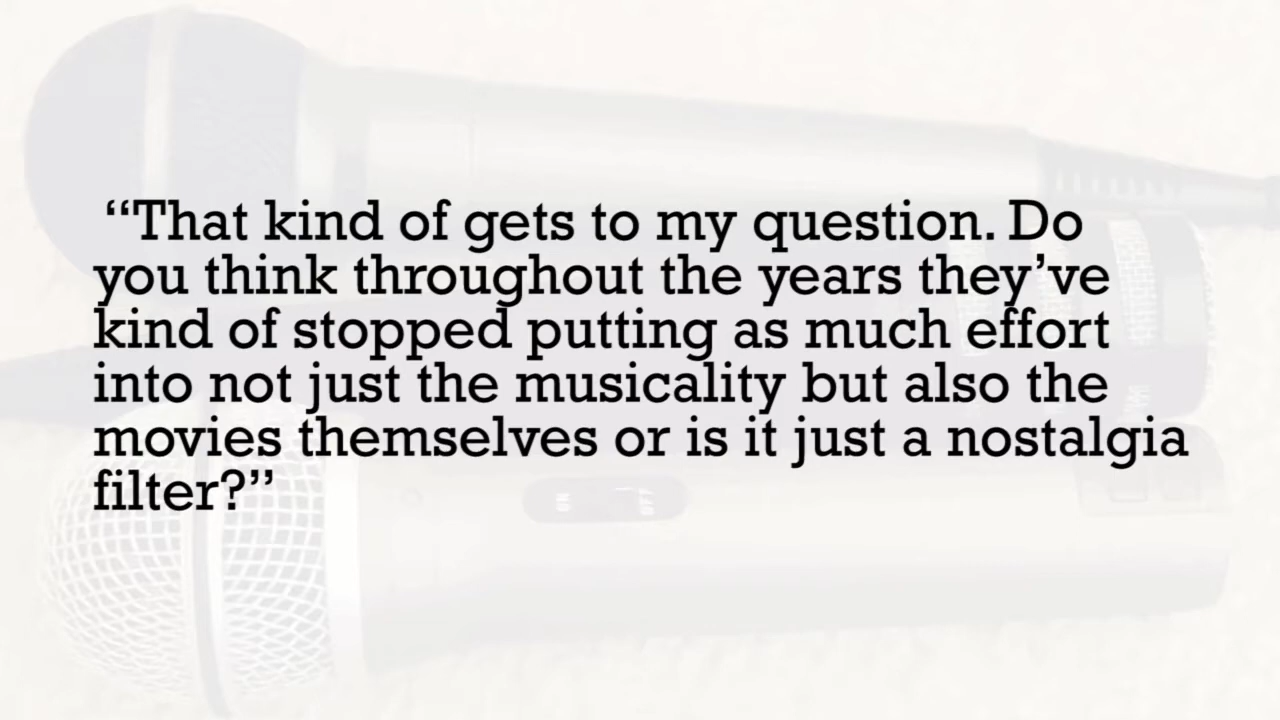 “That kind of gets to my question. Do
you think throughout the years they’ve
kind of stopped putting as much effort
into not just the musicality but also the
movies themselves or is it just a nostalgia
filter?”
ON OFF